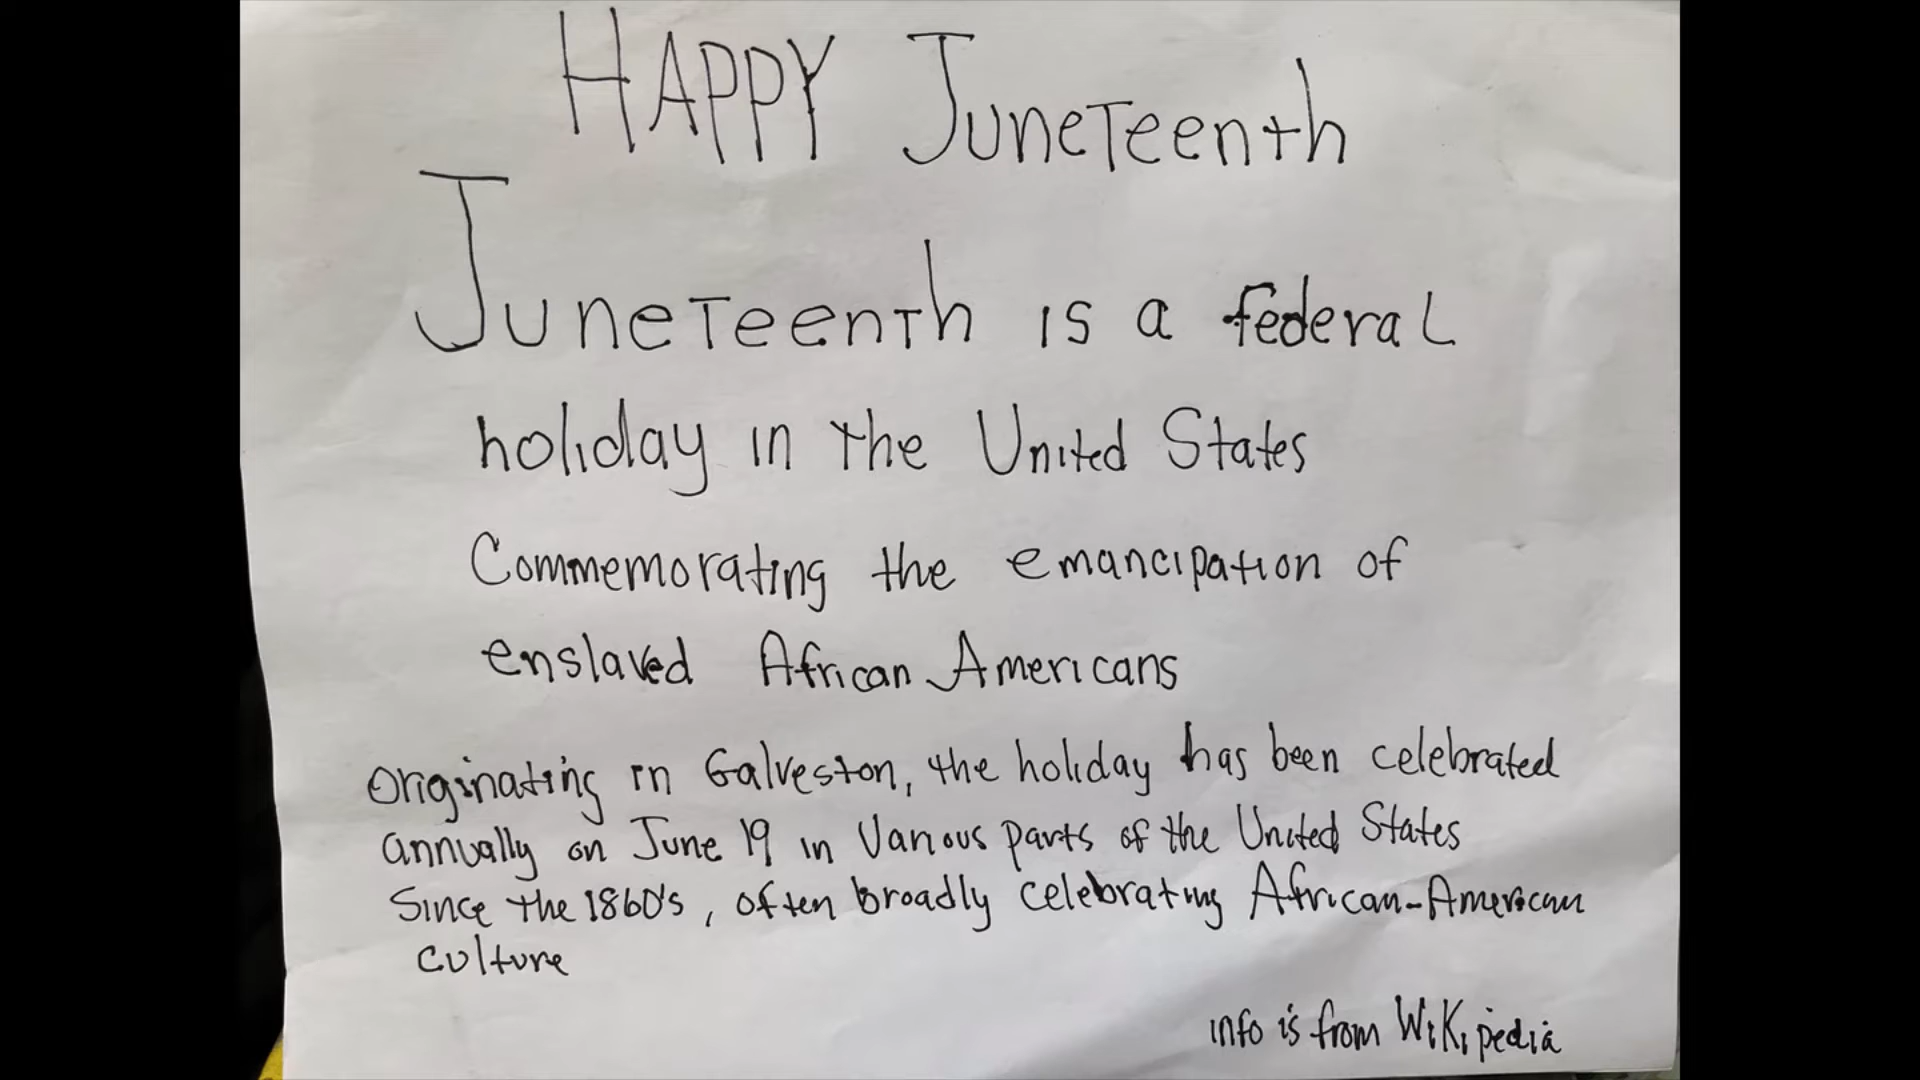 HAPPY Juneteenth
Juneteenth is a federal
holiday in the United States
Commemorating the emancipation of
enslaved African Americans
originating in Galveston, the holiday has been celebrated
annually on June 19 in Various parts of the United States
Since the 1860's, often broadly celebrating African-American
culture
info is from WiKipedia